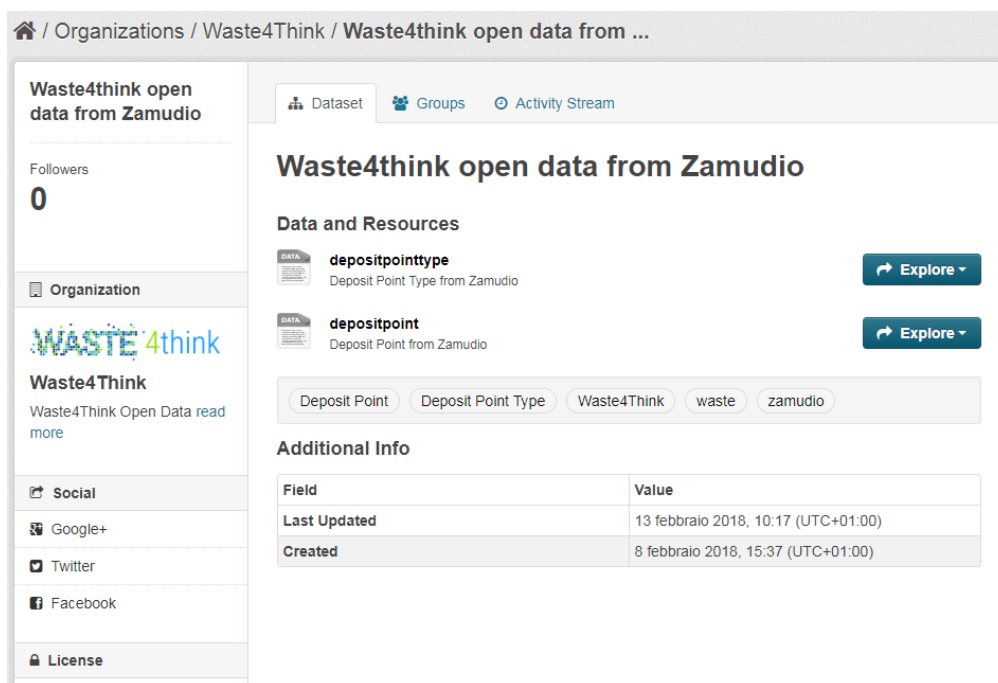 / Organizations / Waste4Think / Waste4think open data from ...
Waste4think open
data from Zamudio
Followers
0
Organization
WASTE 4think
Waste4Think
Waste4Think Open Data read
more
Social
Google+
Twitter
Facebook
License
Dataset
Groups
Activity Stream
Waste4think open data from Zamudio
Data and Resources
DATA
depositpointtype
Deposit Point Type from Zamudio
Explore
DATA
depositpoint
Deposit Point from Zamudio
Explore
Deposit Point
Deposit Point Type
Waste4Think
waste
zamudio
Additional Info
Field Value
Last Updated 13 febbraio 2018, 10:17 (UTC+01:00)
Created 8 febbraio 2018, 15:37 (UTC+01:00)